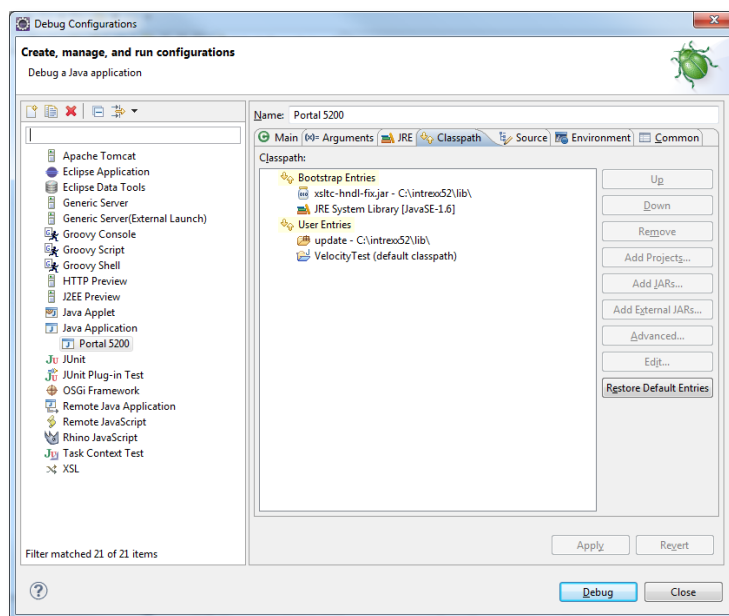 Debug Configurations
Create, manage, and run configurations
Debug a Java application
Name: Portal 5200
Main (x)= Arguments JRE Classpath Source Environment Common
Apache Tomcat
Eclipse Application
Eclipse Data Tools
Generic Server
Generic Server(External Launch)
Groovy Console
Groovy Script
Groovy Shell
HTTP Preview
J2EE Preview
Java Applet
Java Application
Portal 5200
JUnit
JUnit Plug-in Test
OSGi Framework
Remote Java Application
Remote JavaScript
Rhino JavaScript
Task Context Test
XSL
Filter matched 21 of 21 items
Classpath:
Bootstrap Entries
xsltc-hndl-fix.jar - C:\intrexx52\lib\
JRE System Library [JavaSE-1.6]
User Entries
update - C:\intrexx52\lib\
VelocityTest (default classpath)
Up
Down
Remove
Add Projects...
Add JARs...
Add External JARs...
Advanced...
Edit...
Restore Default Entries
Apply Revert
Debug Close